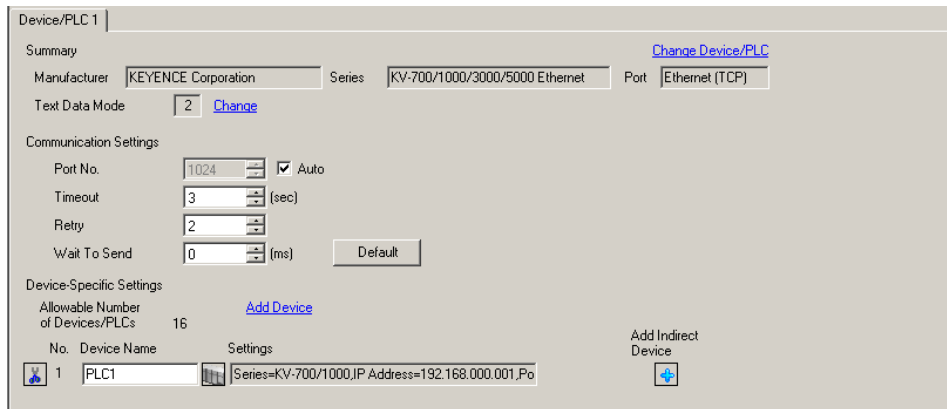 Device/PLC 1
Summary
Change Device/PLC
Manufacturer KEYENCE Corporation Series KV-700/1000/3000/5000 Ethernet Port Ethernet (TCP)
Text Data Mode 2 Change
Communication Settings
Port No. 1024 Auto
Timeout 3 (sec)
Retry 2
Wait To Send 0 (ms) Default
Device-Specific Settings
Allowable Number
of Devices/PLCs 16 Add Device
Add Indirect
Device
No. Device Name Settings
1 PLC1 Series=KV-700/1000,IP Address=192.168.000.001,Po